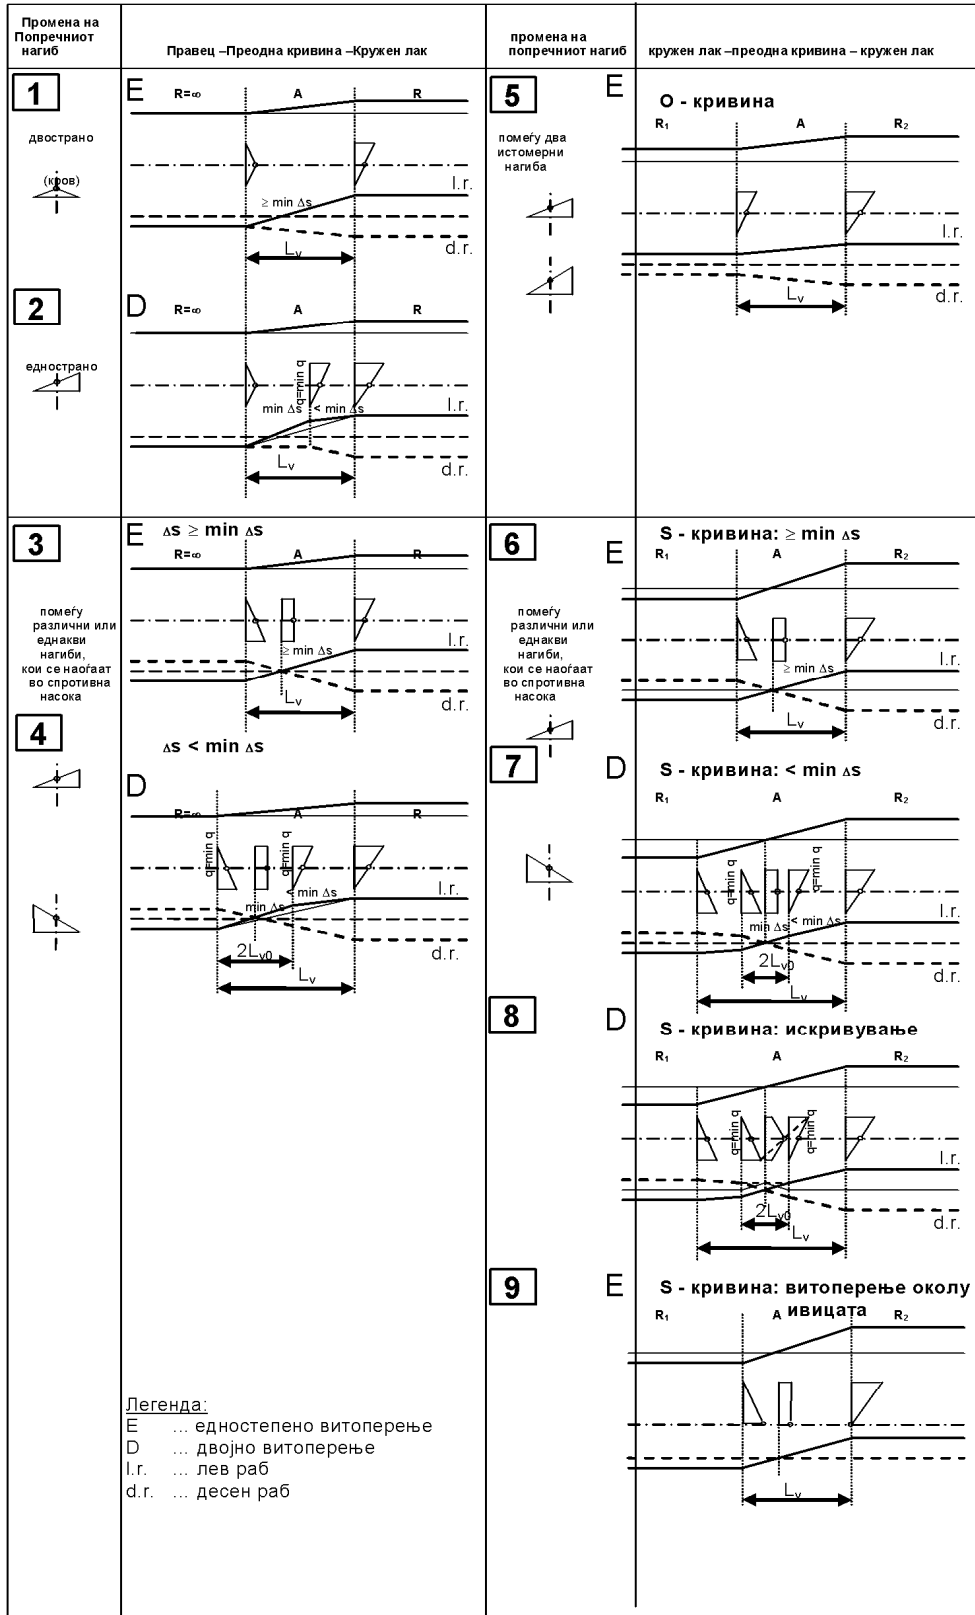 Промена на
Попречниот
нагиб
Правец –Преодна кривина –Кружен лак
промена на
попречниот нагиб
кружен лак –преодна кривина – кружен лак
1
двострано
(кров)
E
R=∞ A R
l.r.
≥ min Δs
d.r.
Lv
2
еднострано
D
R=∞ A R
q=min q
l.r.
min Δs < min Δs
Lv
d.r.
3
помеѓу
различни или
еднакви
нагиби,
кои се наоѓаат
во спротивна
насока
E
Δs ≥ min Δs
R=∞ A R
l.r.
≥ min Δs
Lv
d.r.
4
Δs < min Δs
D
R=∞ A R
q=min q
q=min q
l.r.
< min Δs
min Δs
2Lv0
d.r.
Lv
Легенда:
E ... едностепено витоперење
D ... двојно витоперење
l.r. ... лев раб
d.r. ... десен раб
5
помеѓу два
истомерни
нагиба
E
О - кривина
R1 A R2
l.r.
Lv
d.r.
6
помеѓу
различни или
еднакви
нагиби,
кои се наоѓаат
во спротивна
насока
E
S - кривина: ≥ min Δs
R1 A R2
l.r.
≥ min Δs
d.r.
Lv
7
D
S - кривина: < min Δs
R1 A R2
q=min q
q=min q
l.r.
min Δs < min Δs
2Lv0
d.r.
Lv
8
D
S - кривина: искривување
R1 A R2
q=min q
q=min q
l.r.
2Lv0
d.r.
Lv
9
E
S - кривина: витоперење околу
ивицата
R1 A R2
Lv